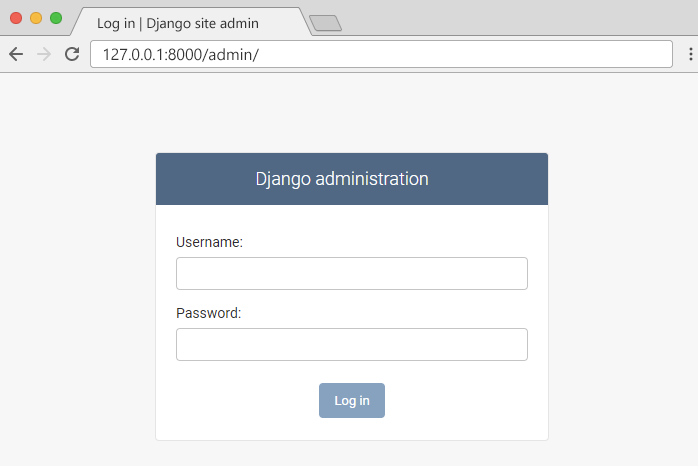 Log in | Django site admin
127.0.0.1:8000/admin/
Django administration
Username:
Password:
Log in